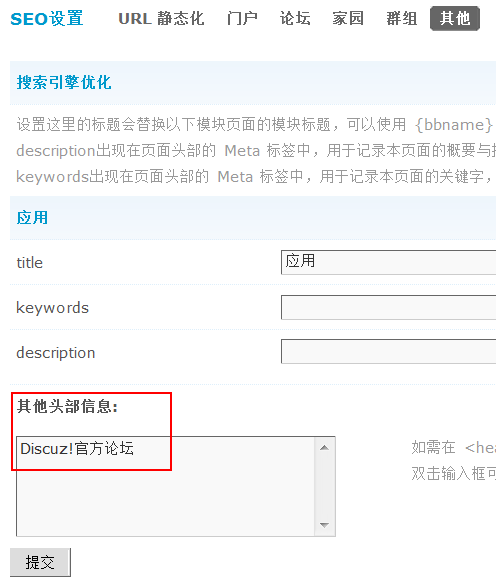 SEO设置 URL 静态化 门户 论坛 家园 群组 其他
搜索引擎优化
设置这里的标题会替换以下模块页面的模块标题，可以使用 {bbname}
description出现在页面头部的 Meta 标签中，用于记录本页面的概要与
keywords出现在页面头部的 Meta 标签中，用于记录本页面的关键字，
应用
title 应用
keywords
description
其他头部信息:
Discuz!官方论坛
如需在 <hea
双击输入框可
提交